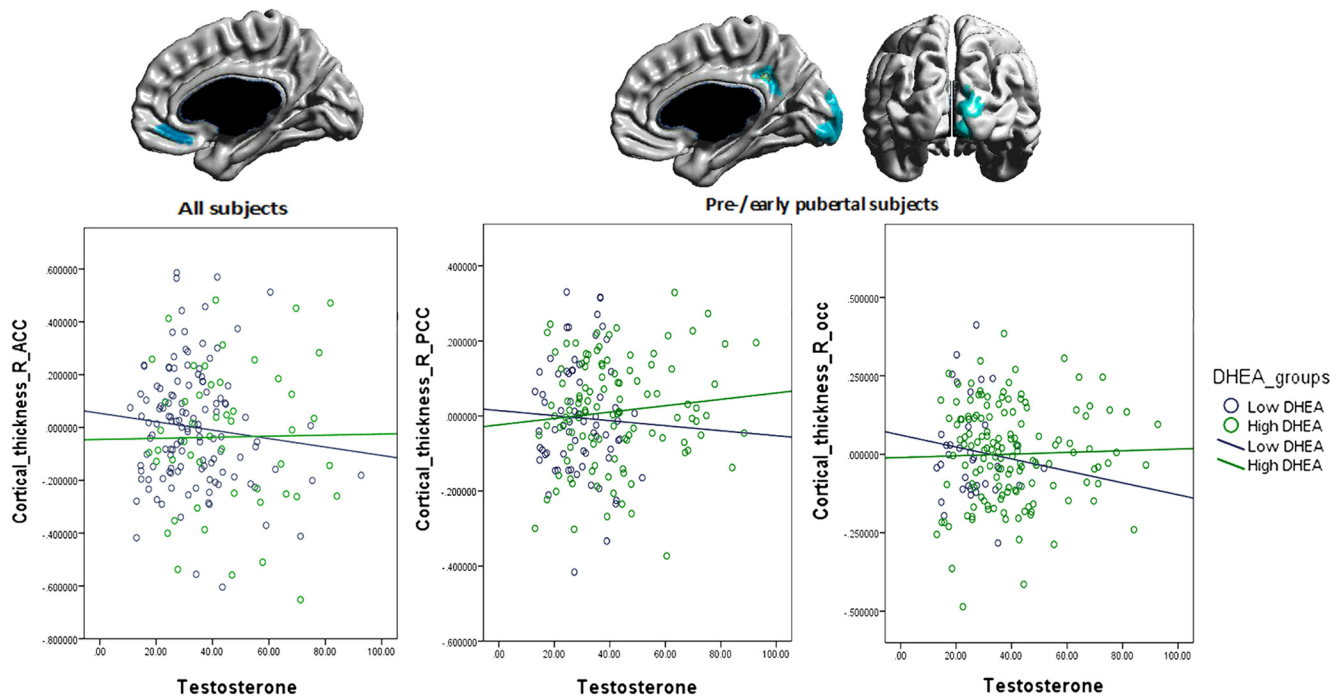 All subjects
Pre-/early pubertal subjects
Cortical_thickness_R_ACC
.600000
.400000
.200000
.000000
-.200000
-.400000
-.600000
-.800000
.00 20.00 40.00 60.00 80.00 100.00
Testosterone
Cortical_thickness_R_PCC
.400000
.200000
.000000
-.200000
-.400000
-.600000
.00 20.00 40.00 60.00 80.00 100.00
Testosterone
Cortical_thickness_R_occ
.500000
.250000
.000000
-.250000
-.500000
.00 20.00 40.00 60.00 80.00 100.00
Testosterone
DHEA_groups
Low DHEA
High DHEA
Low DHEA
High DHEA